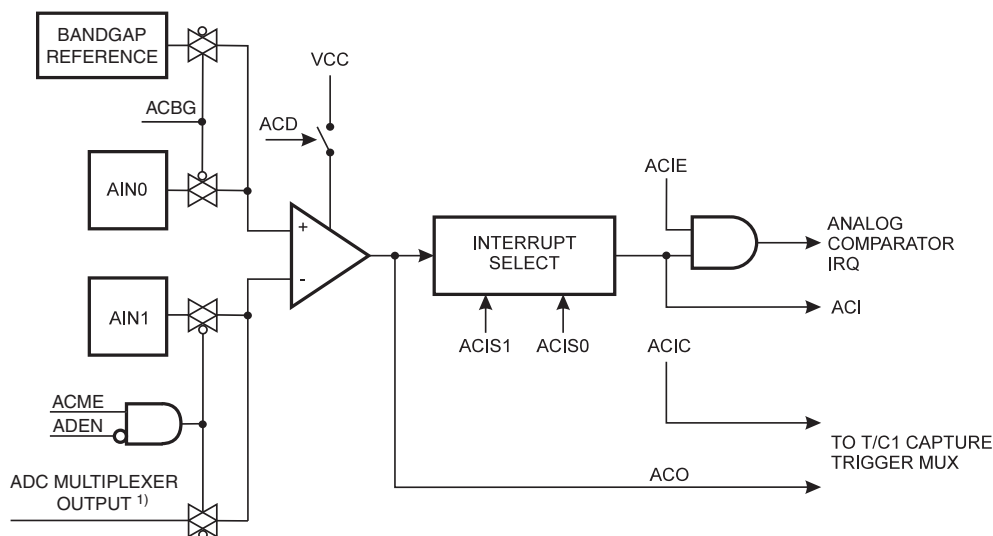 BANDGAP
REFERENCE
VCC
ACBG
ACD
AIN0
ACIE
+
-
INTERRUPT
SELECT
ANALOG
COMPARATOR
IRQ
AIN1
ACI
ACIS1
ACIS0
ACIC
ACME
ADEN
TO T/C1 CAPTURE
TRIGGER MUX
ADC MULTIPLEXER
OUTPUT 1)
ACO